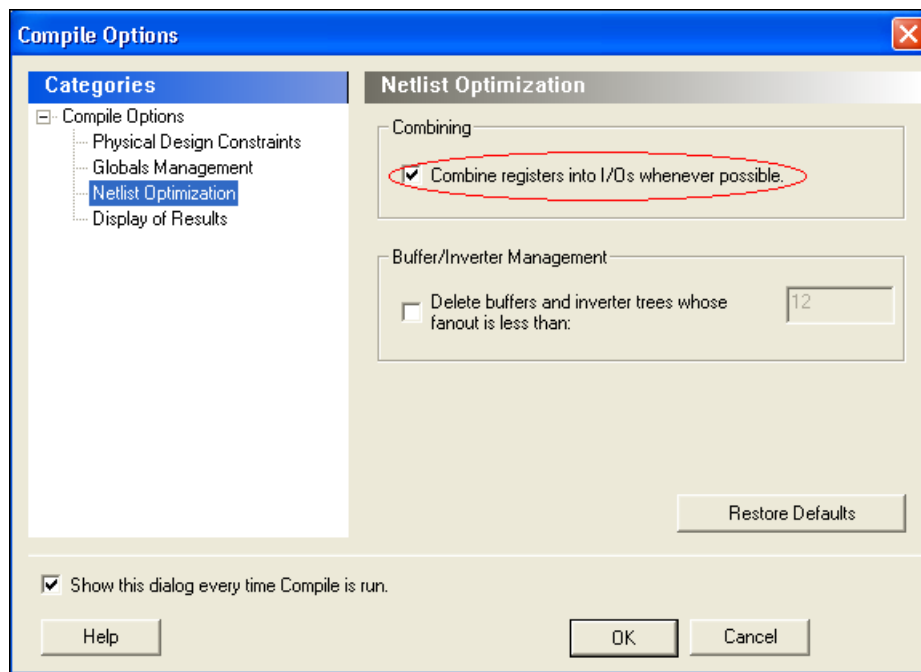 Compile Options
Categories
Compile Options
Physical Design Constraints
Globals Management
Netlist Optimization
Display of Results
Netlist Optimization
Combining
Combine registers into I/Os whenever possible.
Buffer/Inverter Management
Delete buffers and inverter trees whose
fanout is less than:
12
Restore Defaults
Show this dialog every time Compile is run.
Help
OK
Cancel